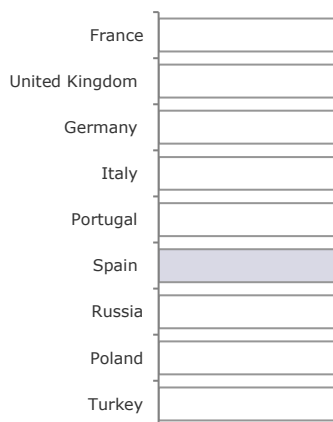 France
United Kingdom
Germany
Italy
Portugal
Spain
Russia
Poland
Turkey